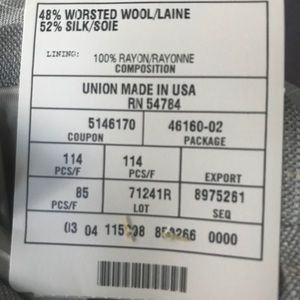 48% WORSTED WOOL/LAINE
52% SILK/SOIE
LINING: 100% RAYON/RAYONNE
COMPOSITION
UNION MADE IN USA
RN 54784
5146170 46160-02
COUPON PACKAGE
114 114
PCS/F PCS/F EXPORT
85 71241R 8975261
PCS/F LOT SEQ
03 04 0000